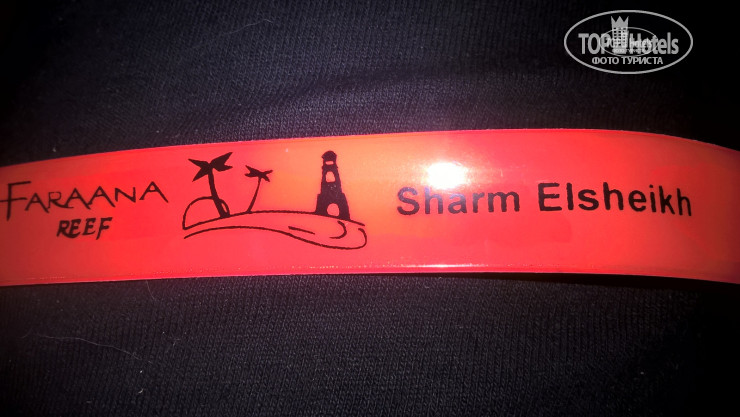 TOP Hotels
ФОТО ТУРИСТА
FARAANA
REEF
Sharm Elsheikh